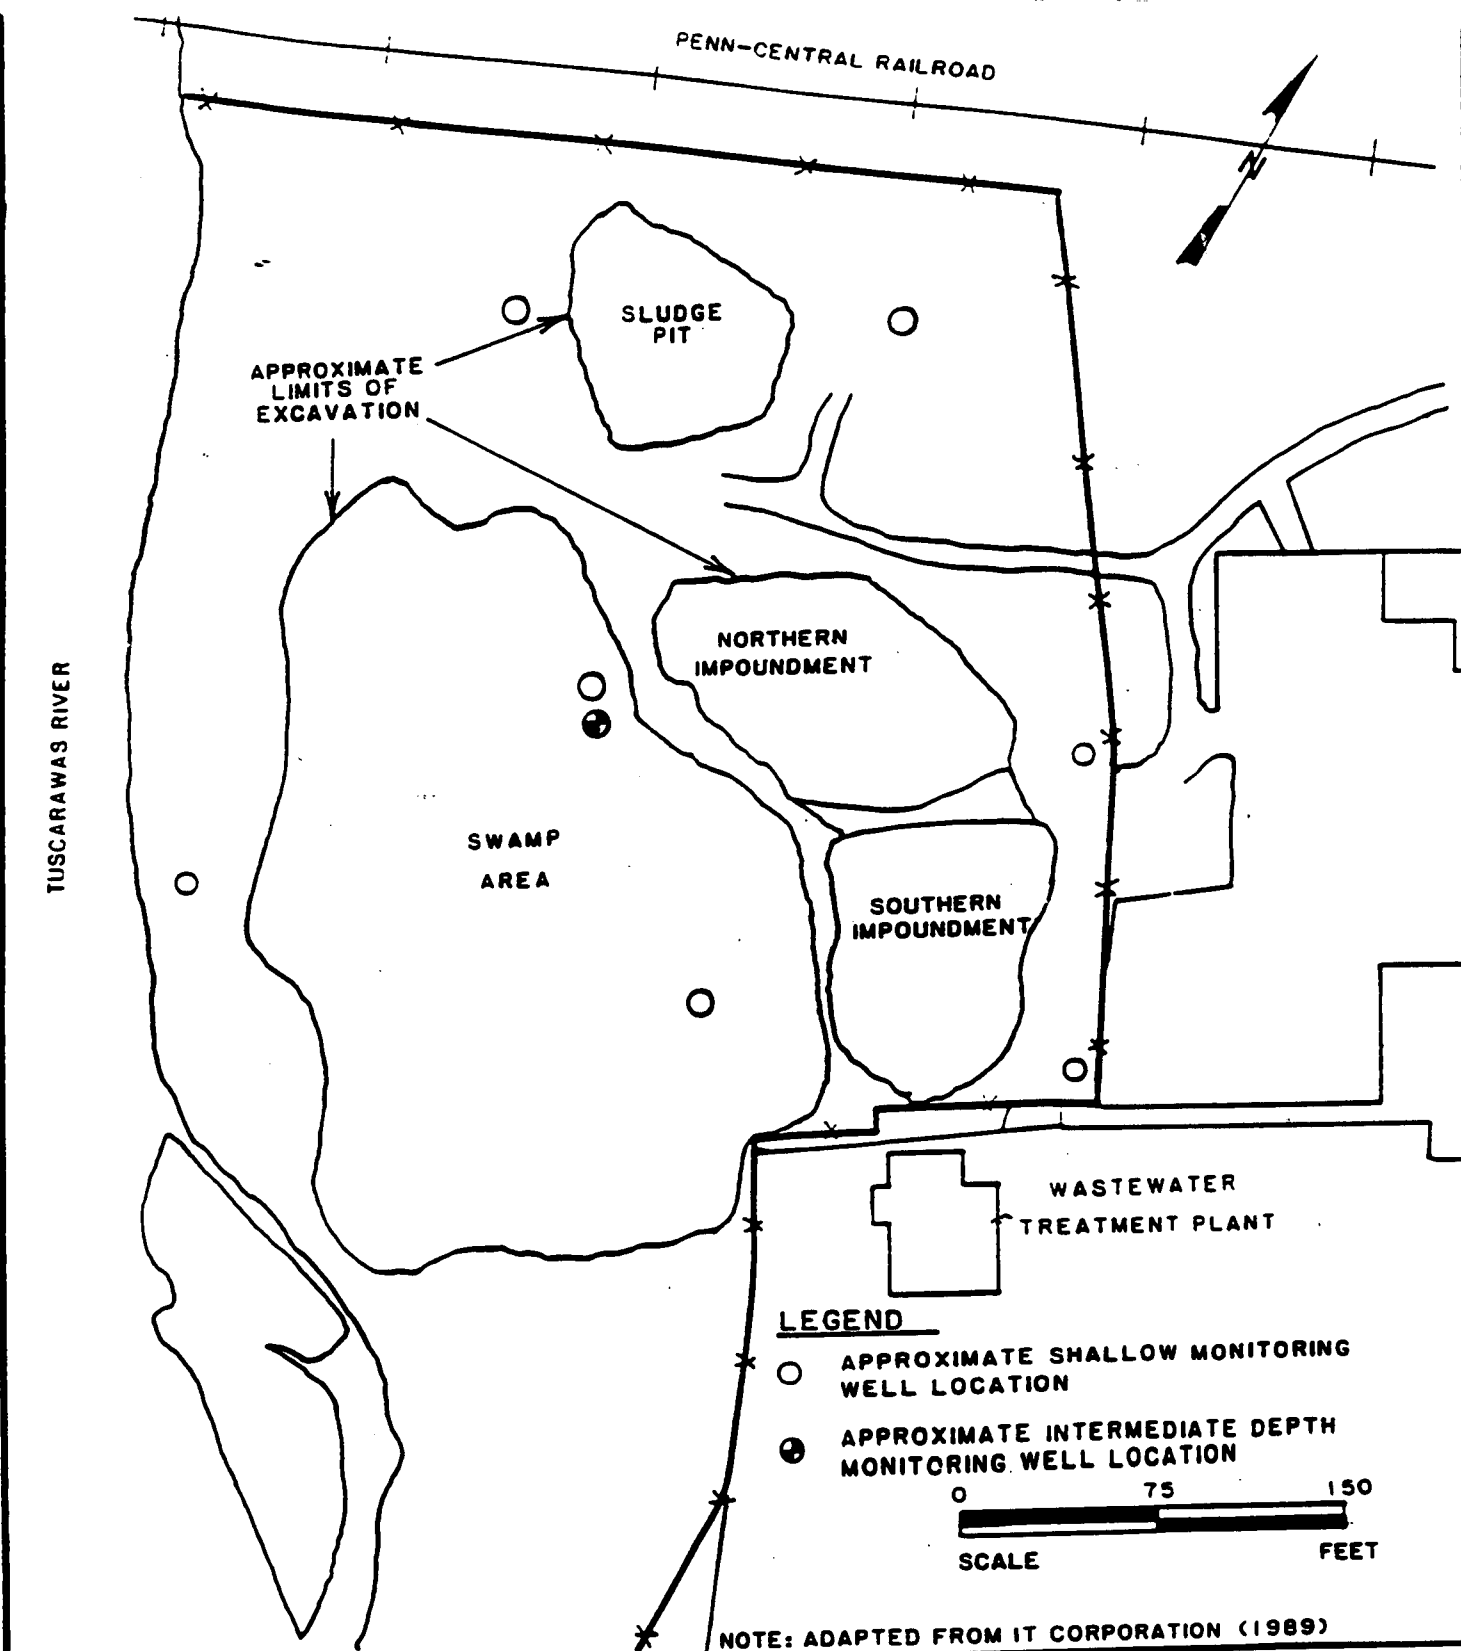 PENN-CENTRAL RAILROAD
N
SLUDGE
PIT
APPROXIMATE
LIMITS OF
EXCAVATION
NORTHERN
IMPOUNDMENT
TUSCARAWAS RIVER
SWAMP
AREA
SOUTHERN
IMPOUNDMENT
WASTEWATER
TREATMENT PLANT
LEGEND
APPROXIMATE SHALLOW MONITORING
WELL LOCATION
APPROXIMATE INTERMEDIATE DEPTH
MONITORING WELL LOCATION
0 75 150
SCALE FEET
NOTE: ADAPTED FROM IT CORPORATION (1989)